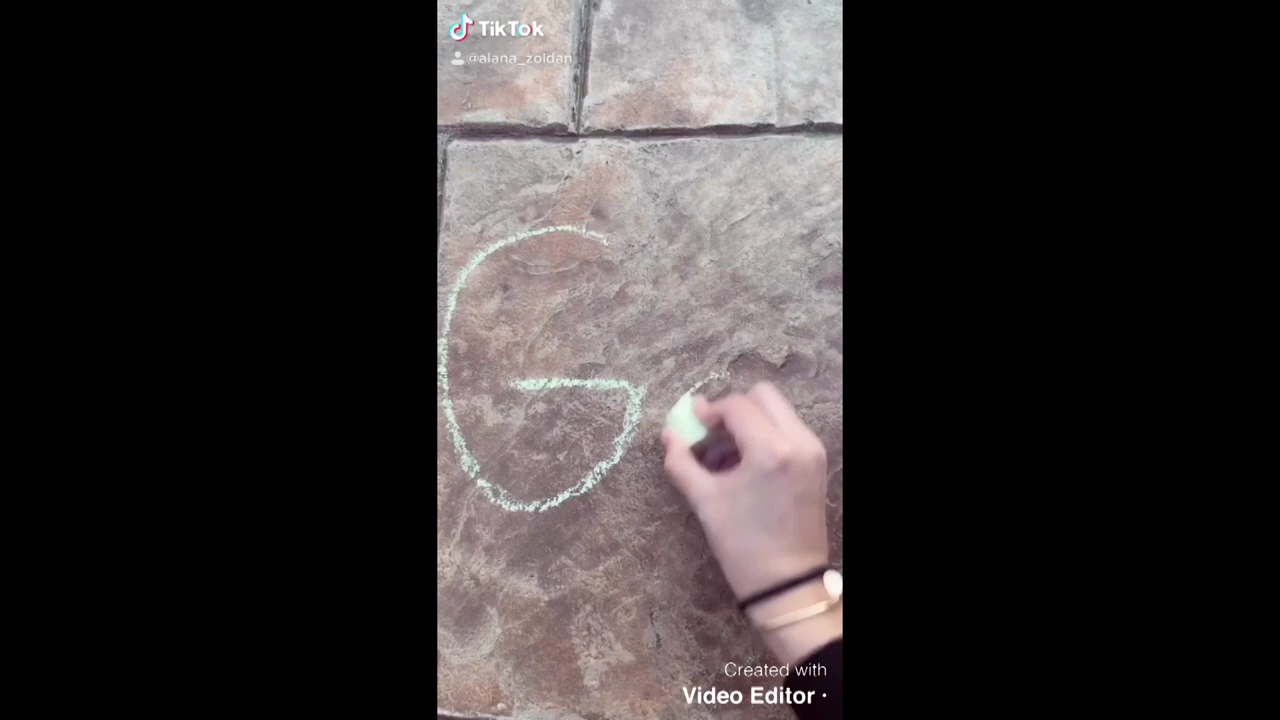 TikTok
@alana_zoldan
G
Created with
Video Editor •